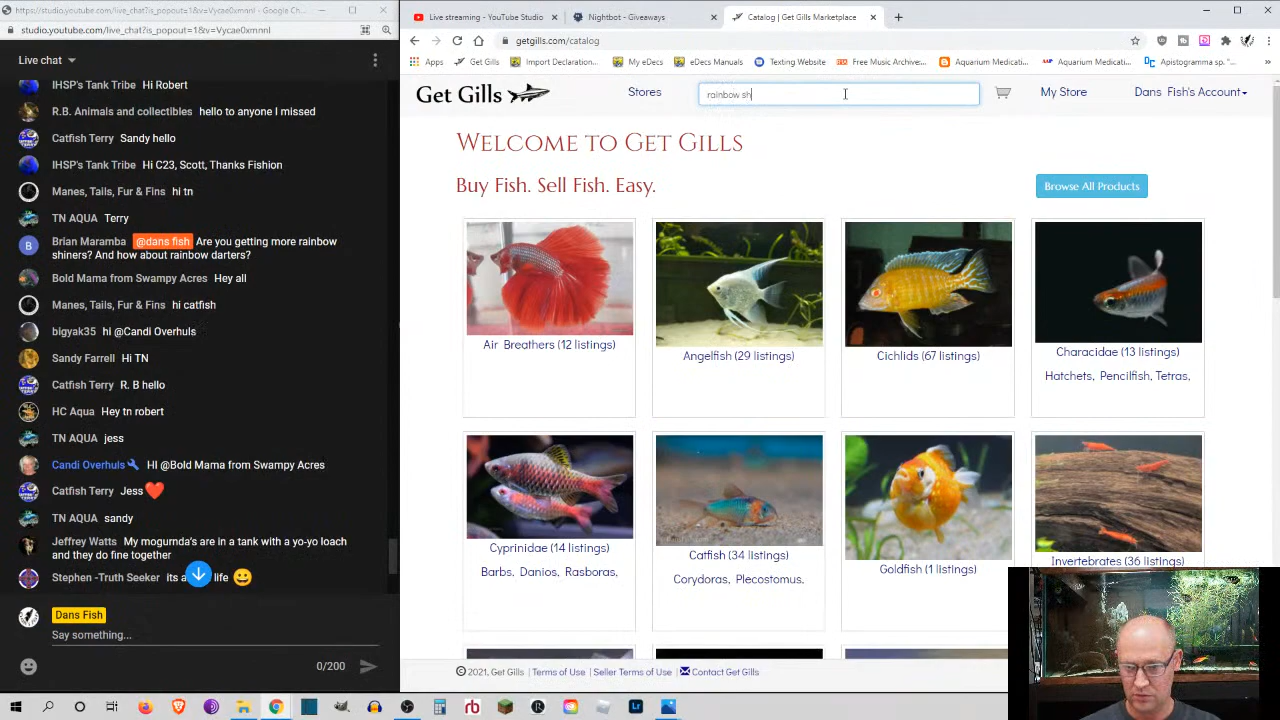 studio.youtube.com/live_chat?is_popout=1&v=Vycae0xmnnI - Google Ch...
studio.youtube.com/live_chat?is_popout=1&v=Vycae0xmnnI
Live chat
IHSP's Tank Tribe Hi Robert
R.B. Animals and collectibles hello to anyone I missed
Catfish Terry Sandy hello
IHSP's Tank Tribe Hi C23, Scott, Thanks Fishion
Manes, Tails, Fur & Fins hi tn
TN AQUA Terry
Brian Maramba @dans fish Are you getting more rainbow
shiners? And how about rainbow darters?
Bold Mama from Swampy Acres Hey all
Manes, Tails, Fur & Fins hi catfish
bigyak35 hi @Candi Overhuls
Sandy Farrell Hi TN
Catfish Terry R. B hello
HC Aqua Hey tn robert
TN AQUA jess
Candi Overhuls HI @Bold Mama from Swampy Acres
Catfish Terry Jess
TN AQUA sandy
Jeffrey Watts My mogurnda's are in a tank with a yo-yo loach
and they do fine together
Stephen -Truth Seeker its a life
Dans Fish
Say something...
0/200
Live streaming - YouTube Studio
Nightbot - Giveaways
Catalog | Get Gills Marketplace
getgills.com/catalog
Apps
Get Gills
Import Declaration...
My eDecs
eDecs Manuals
Texting Website
Free Music Archive:...
Aquarium Medicati...
Aquarium Medicati...
Apistogramma sp. "...
Get Gills
Stores
rainbow sh
My Store
Dans Fish's Account
Welcome to Get Gills
Buy Fish. Sell Fish. Easy.
Browse All Products
Air Breathers (12 listings)
Angelfish (29 listings)
Cichlids (67 listings)
Characidae (13 listings)
Hatchets, Pencilfish, Tetras,
Cyprinidae (14 listings)
Barbs, Danios, Rasboras,
Catfish (34 listings)
Corydoras, Plecostomus.
Goldfish (1 listings)
Invertebrates (36 listings)
© 2021, Get Gills | Terms of Use | Seller Terms of Use | Contact Get Gills